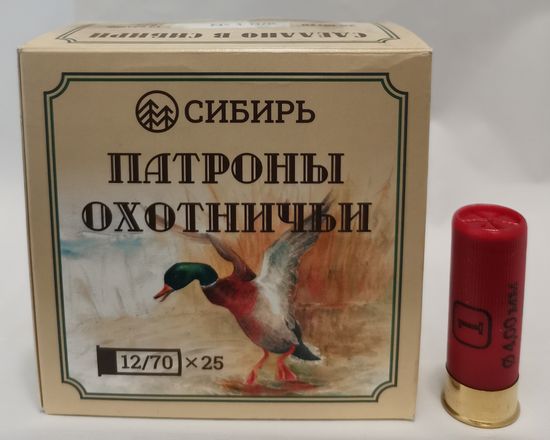 СДЕЛАНО В СИБИРИ
СИБИРЬ
ПАТРОНЫ
ОХОТНИЧЬИ
12/70 × 25
1
Ø 4,00 мм